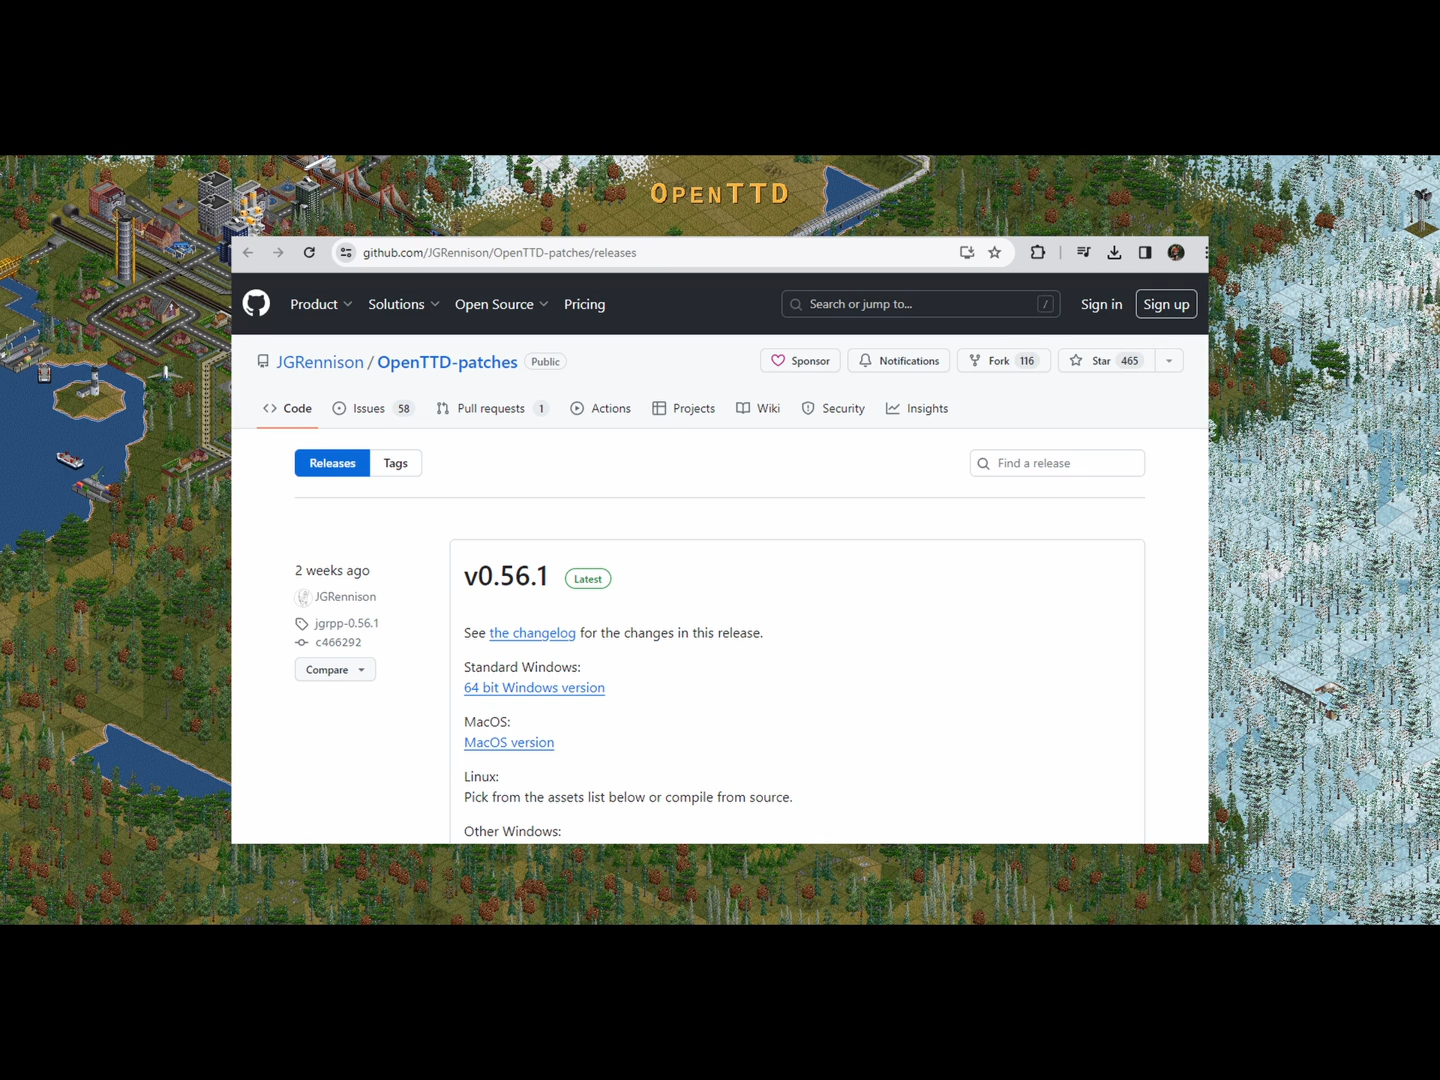 OPENTTD
github.com/JGRennison/OpenTTD-patches/releases
Product Solutions Open Source Pricing Search or jump to... / Sign in Sign up
JGRennison / OpenTTD-patches Public Sponsor Notifications Fork 116 Star 465
Code Issues 58 Pull requests 1 Actions Projects Wiki Security Insights
Releases Tags Find a release
2 weeks ago
JGRennison
jgrpp-0.56.1
c466292
Compare
v0.56.1 Latest
See the changelog for the changes in this release.
Standard Windows:
64 bit Windows version
MacOS:
MacOS version
Linux:
Pick from the assets list below or compile from source.
Other Windows: